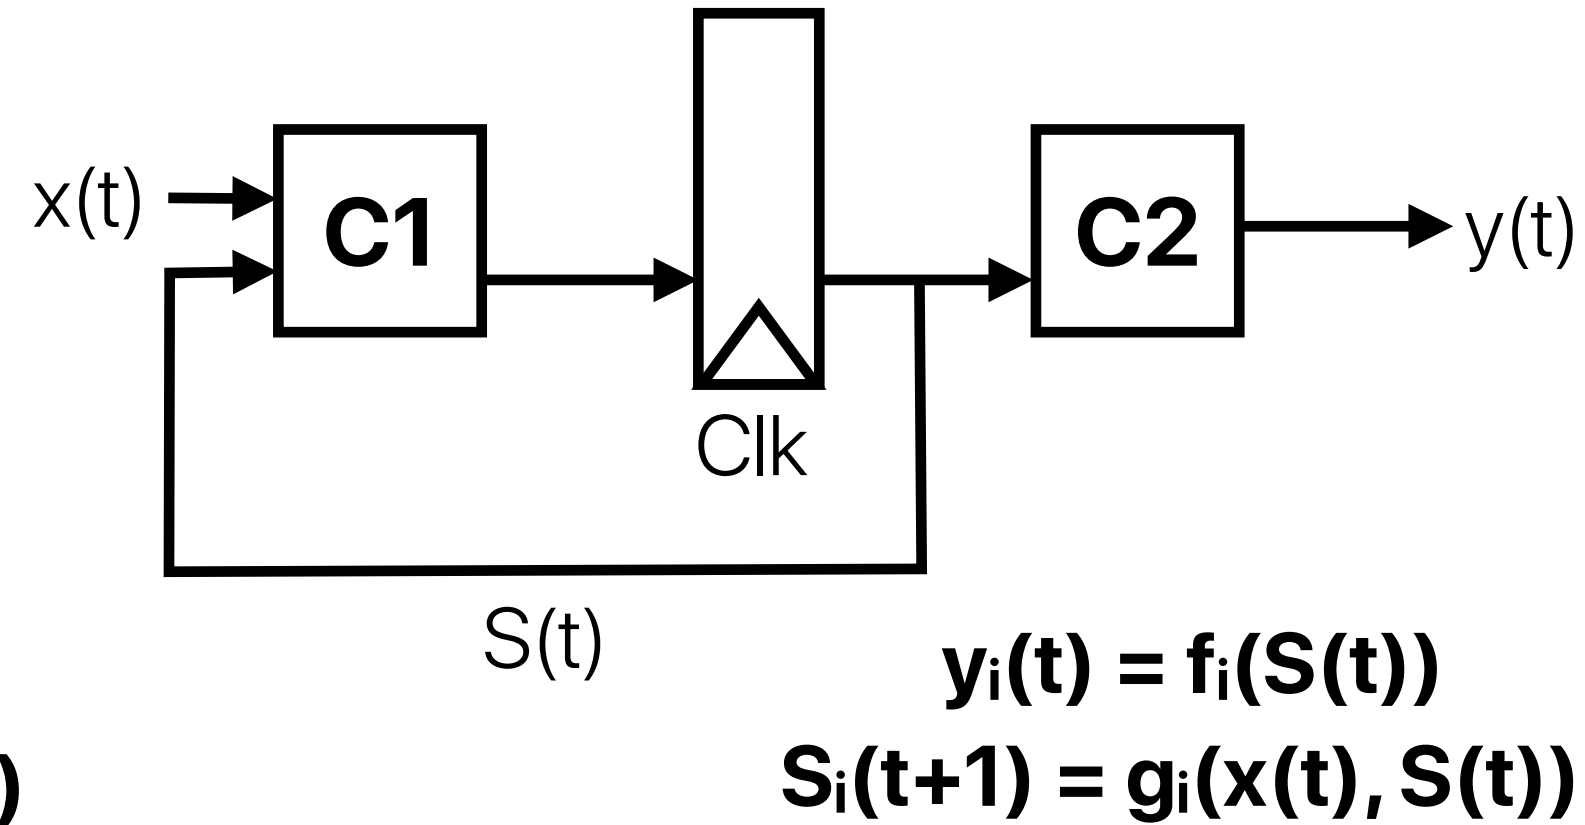 x(t)
C1
C2
y(t)
Clk
S(t)
yᵢ(t) = fᵢ(S(t))
)
Sᵢ(t+1) = gᵢ(x(t), S(t))